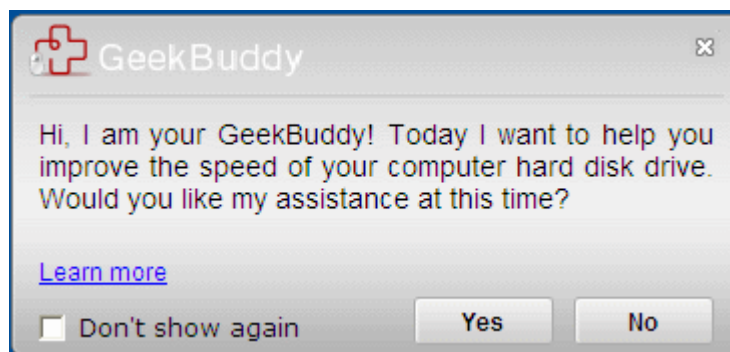 GeekBuddy
Hi, I am your GeekBuddy! Today I want to help you
improve the speed of your computer hard disk drive.
Would you like my assistance at this time?
Learn more
Don't show again
Yes
No